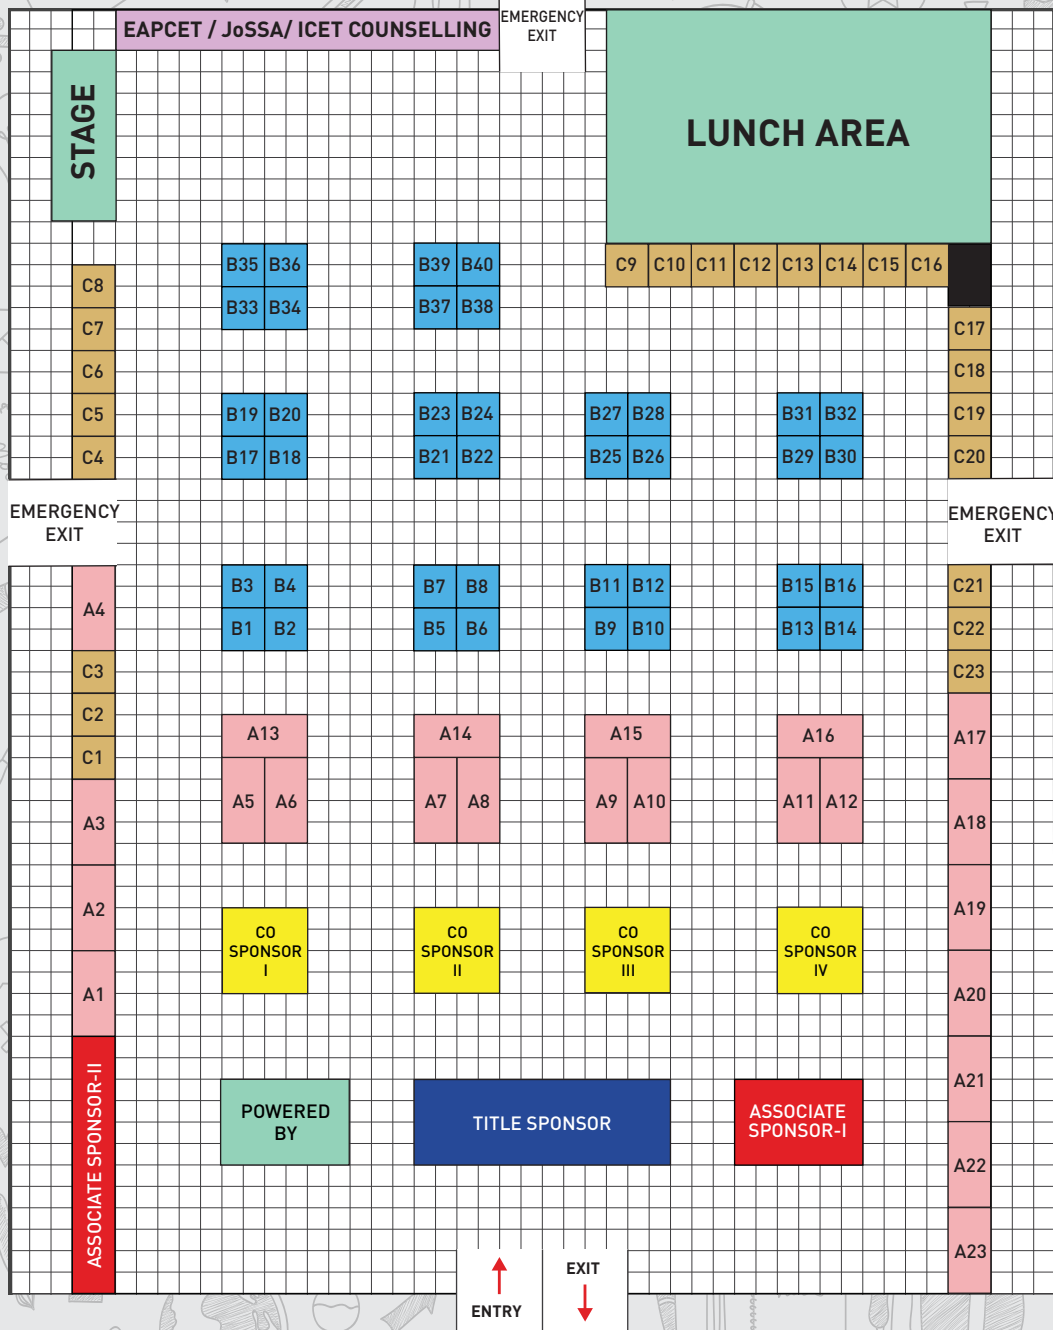 EAPCET / JoSSA/ ICET COUNSELLING
EMERGENCY
EXIT
STAGE
LUNCH AREA
B35 B36
B39 B40
C9 C10 C11 C12 C13 C14 C15 C16
C8
B33 B34
B37 B38
C7
C17
C6
C18
C5
B19 B20
B23 B24
B27 B28
B31 B32
C19
C4
B17 B18
B21 B22
B25 B26
B29 B30
C20
EMERGENCY
EXIT
EMERGENCY
EXIT
A4
B3 B4
B7 B8
B11 B12
B15 B16
C21
B1 B2
B5 B6
B9 B10
B13 B14
C22
C3
C23
C2
A13
A14
A15
A16
A17
C1
A3
A5 A6
A7 A8
A9 A10
A11 A12
A18
A2
CO
SPONSOR
I
CO
SPONSOR
II
CO
SPONSOR
III
CO
SPONSOR
IV
A19
A1
A20
ASSOCIATE SPONSOR-II
POWERED
BY
TITLE SPONSOR
ASSOCIATE
SPONSOR-I
A21
A22
A23
ENTRY
EXIT